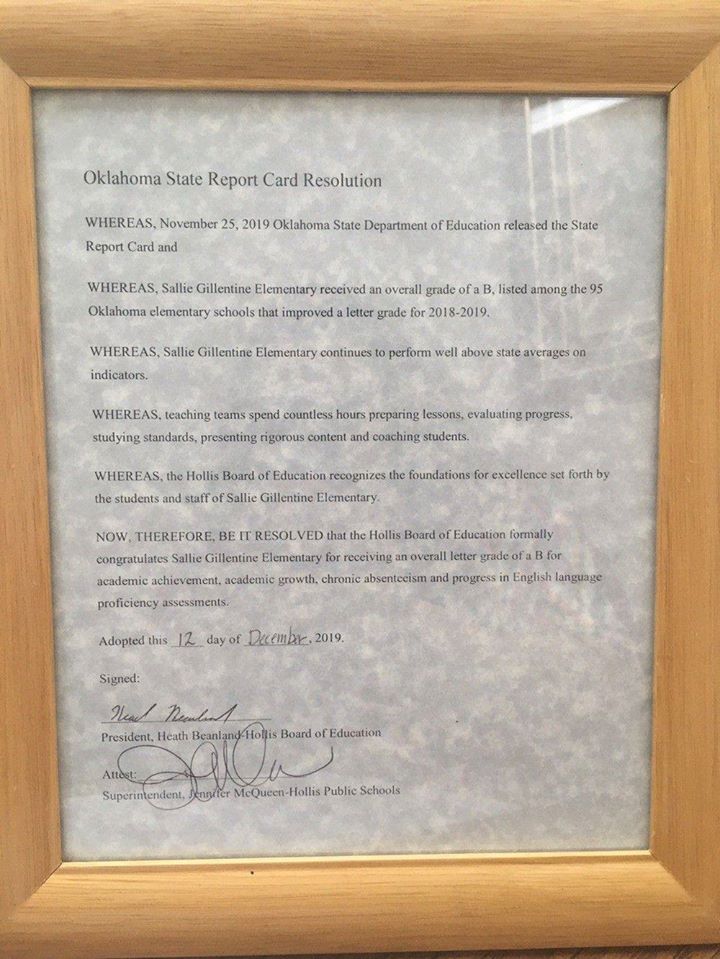 Oklahoma State Report Card Resolution
WHEREAS, November 25, 2019 Oklahoma State Department of Education released the State
Report Card and
WHEREAS, Sallie Gillentine Elementary received an overall grade of a B, listed among the 95
Oklahoma elementary schools that improved a letter grade for 2018-2019.
WHEREAS, Sallie Gillentine Elementary continues to perform well above state averages on
indicators.
WHEREAS, teaching teams spend countless hours preparing lessons, evaluating progress,
studying standards, presenting rigorous content and coaching students.
WHEREAS, the Hollis Board of Education recognizes the foundations for excellence set forth by
the students and staff of Sallie Gillentine Elementary.
NOW, THEREFORE, BE IT RESOLVED that the Hollis Board of Education formally
congratulates Sallie Gillentine Elementary for receiving an overall letter grade of a B for
academic achievement, academic growth, chronic absenteeism and progress in English language
proficiency assessments.
Adopted this 12 day of December, 2019.
Signed:
President, Heath Beanland-Hollis Board of Education
Attest:
Superintendent, Jennifer McQueen-Hollis Public Schools